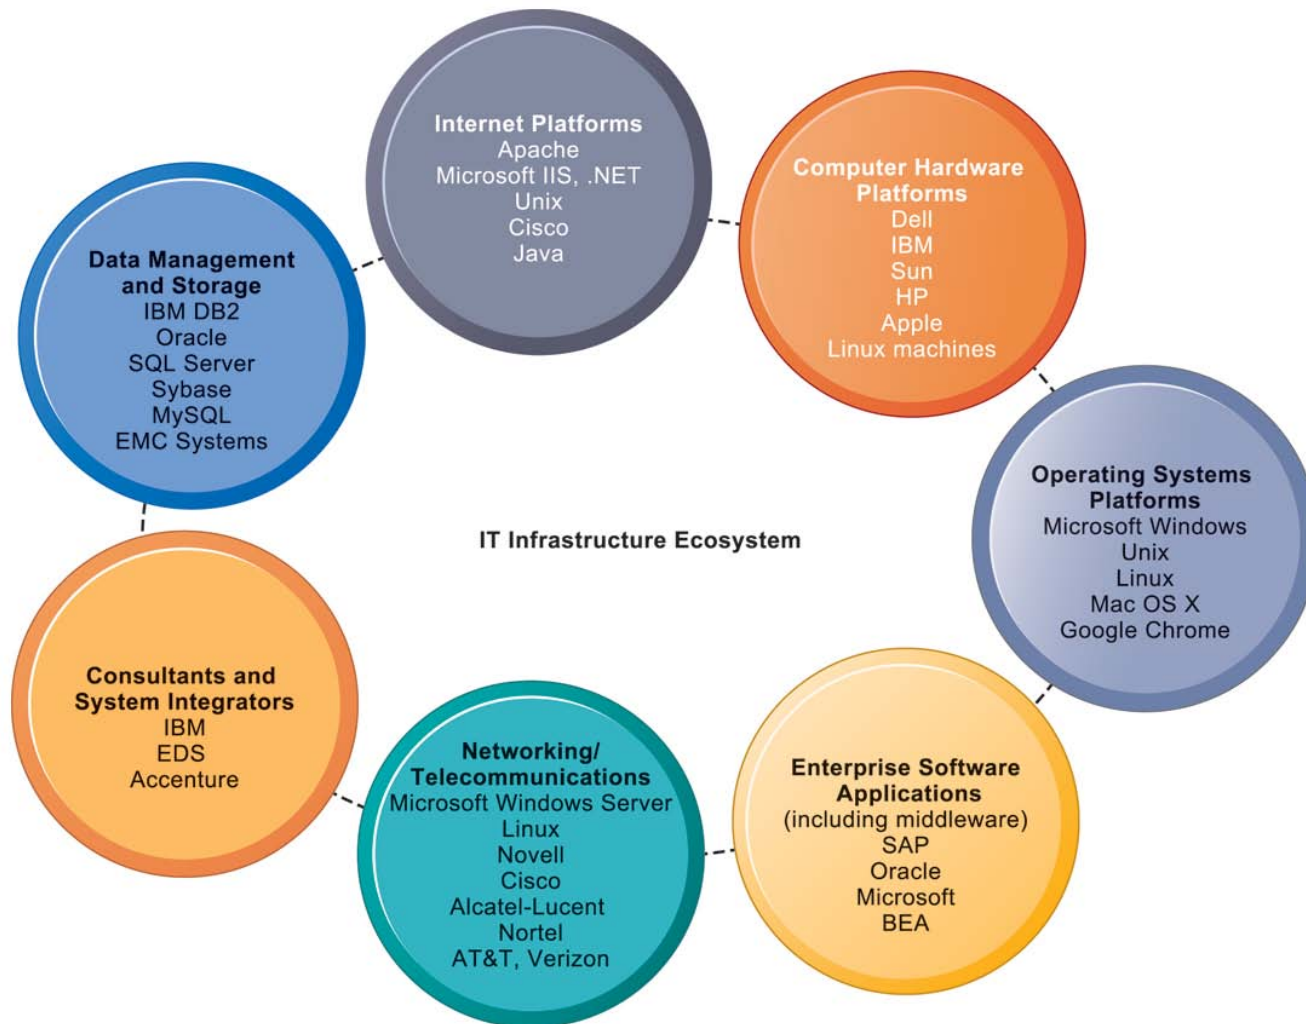 Internet Platforms
Apache
Microsoft IIS, .NET
Unix
Cisco
Java
Computer Hardware
Platforms
Dell
IBM
Sun
HP
Apple
Linux machines
Data Management
and Storage
IBM DB2
Oracle
SQL Server
Sybase
MySQL
EMC Systems
Operating Systems
Platforms
Microsoft Windows
Unix
Linux
Mac OS X
Google Chrome
IT Infrastructure Ecosystem
Consultants and
System Integrators
IBM
EDS
Accenture
Networking/
Telecommunications
Microsoft Windows Server
Linux
Novell
Cisco
Alcatel-Lucent
Nortel
AT&T, Verizon
Enterprise Software
Applications
(including middleware)
SAP
Oracle
Microsoft
BEA